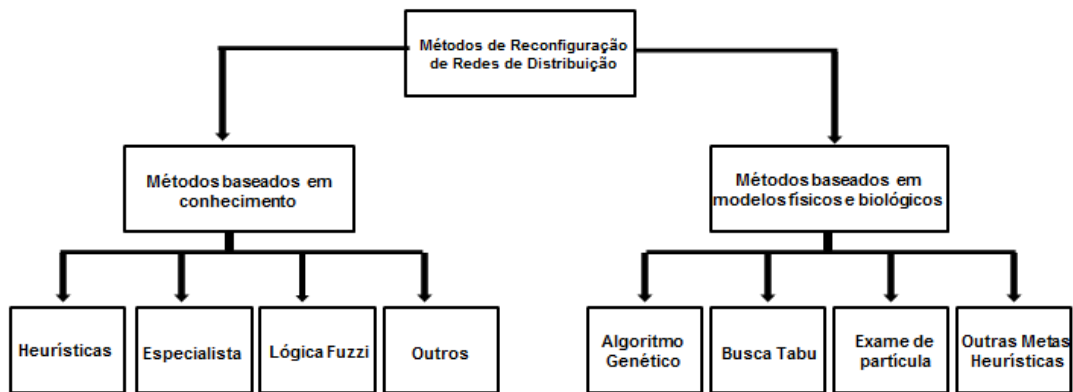 Métodos de Reconfiguração
de Redes de Distribuição
Métodos baseados em
conhecimento
Métodos baseados em
modelos físicos e biológicos
Heurísticas
Especialista
Lógica Fuzzi
Outros
Algoritmo
Genético
Busca Tabu
Exame de
partícula
Outras Metas
Heurísticas